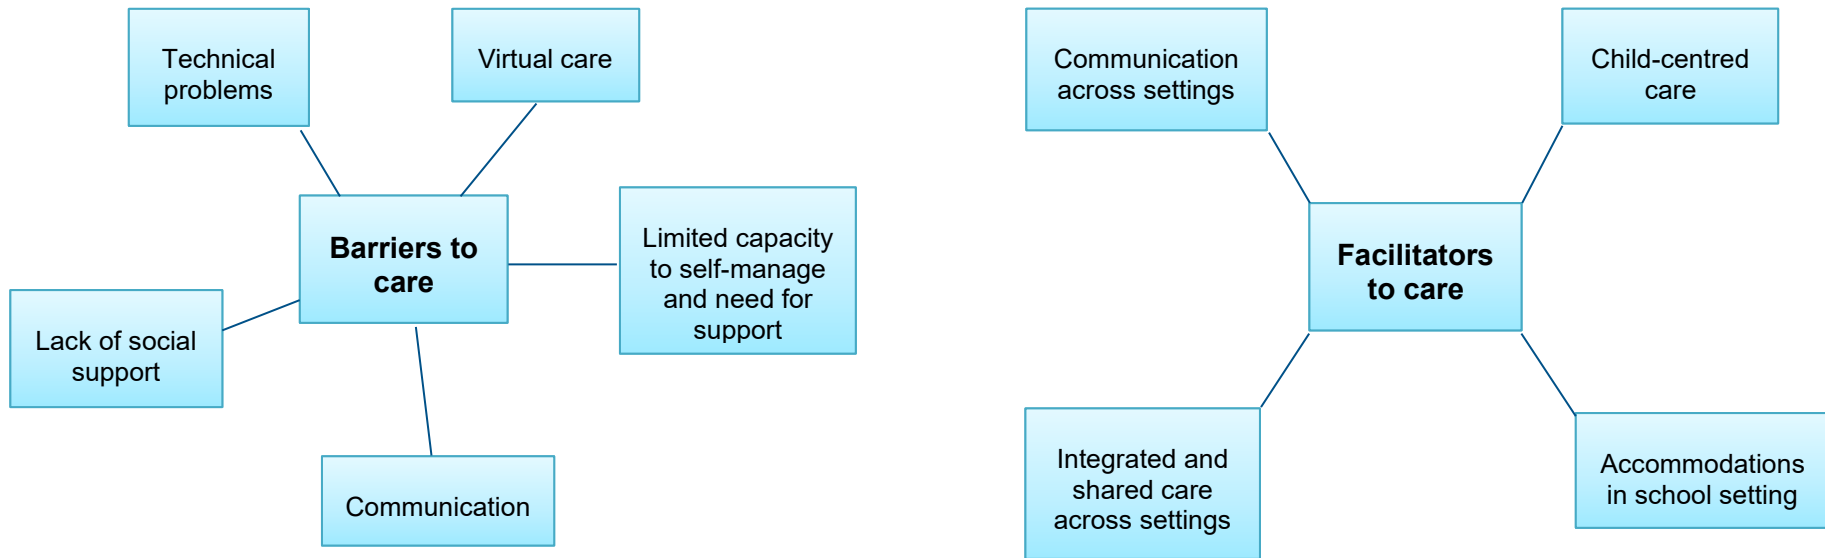 Technical
problems
Virtual care
Barriers to
care
Limited capacity
to self-manage
and need for
support
Lack of social
support
Communication
Communication
across settings
Child-centred
care
Facilitators
to care
Integrated and
shared care
across settings
Accommodations
in school setting